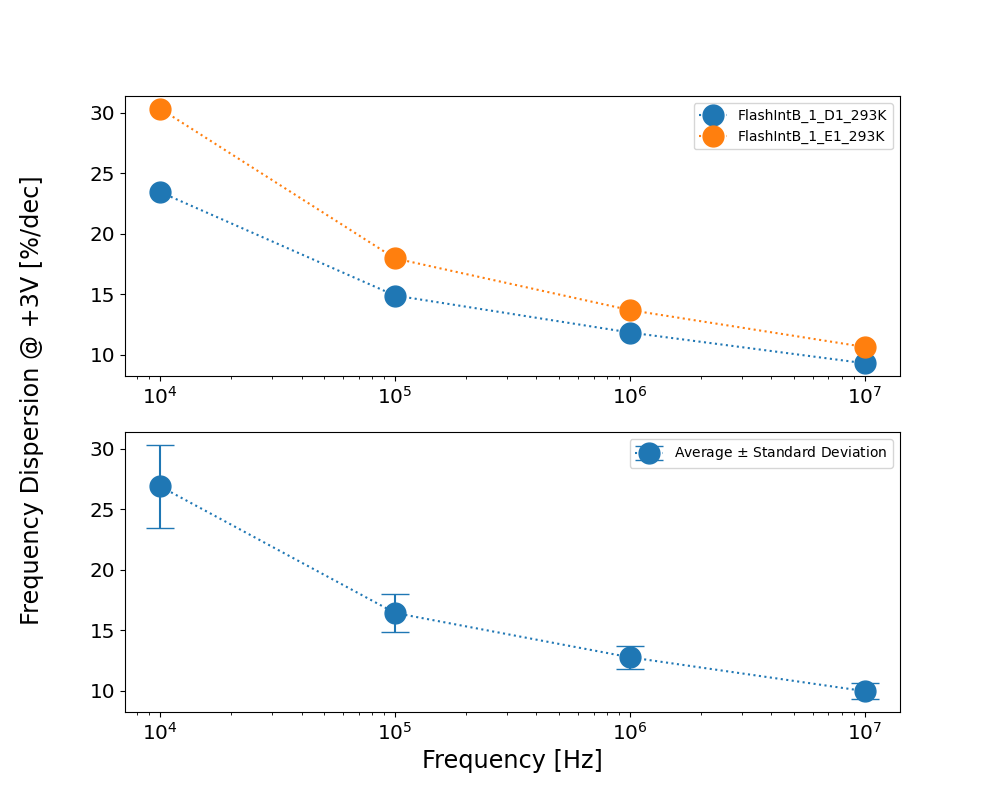 Frequency Dispersion @ +3V [%/dec]
30
25
20
15
10
10⁴ 10⁵ 10⁶ 10⁷
FlashIntB_1_D1_293K
FlashIntB_1_E1_293K
30
25
20
15
10
10⁴ 10⁵ 10⁶ 10⁷
Average ± Standard Deviation
Frequency [Hz]